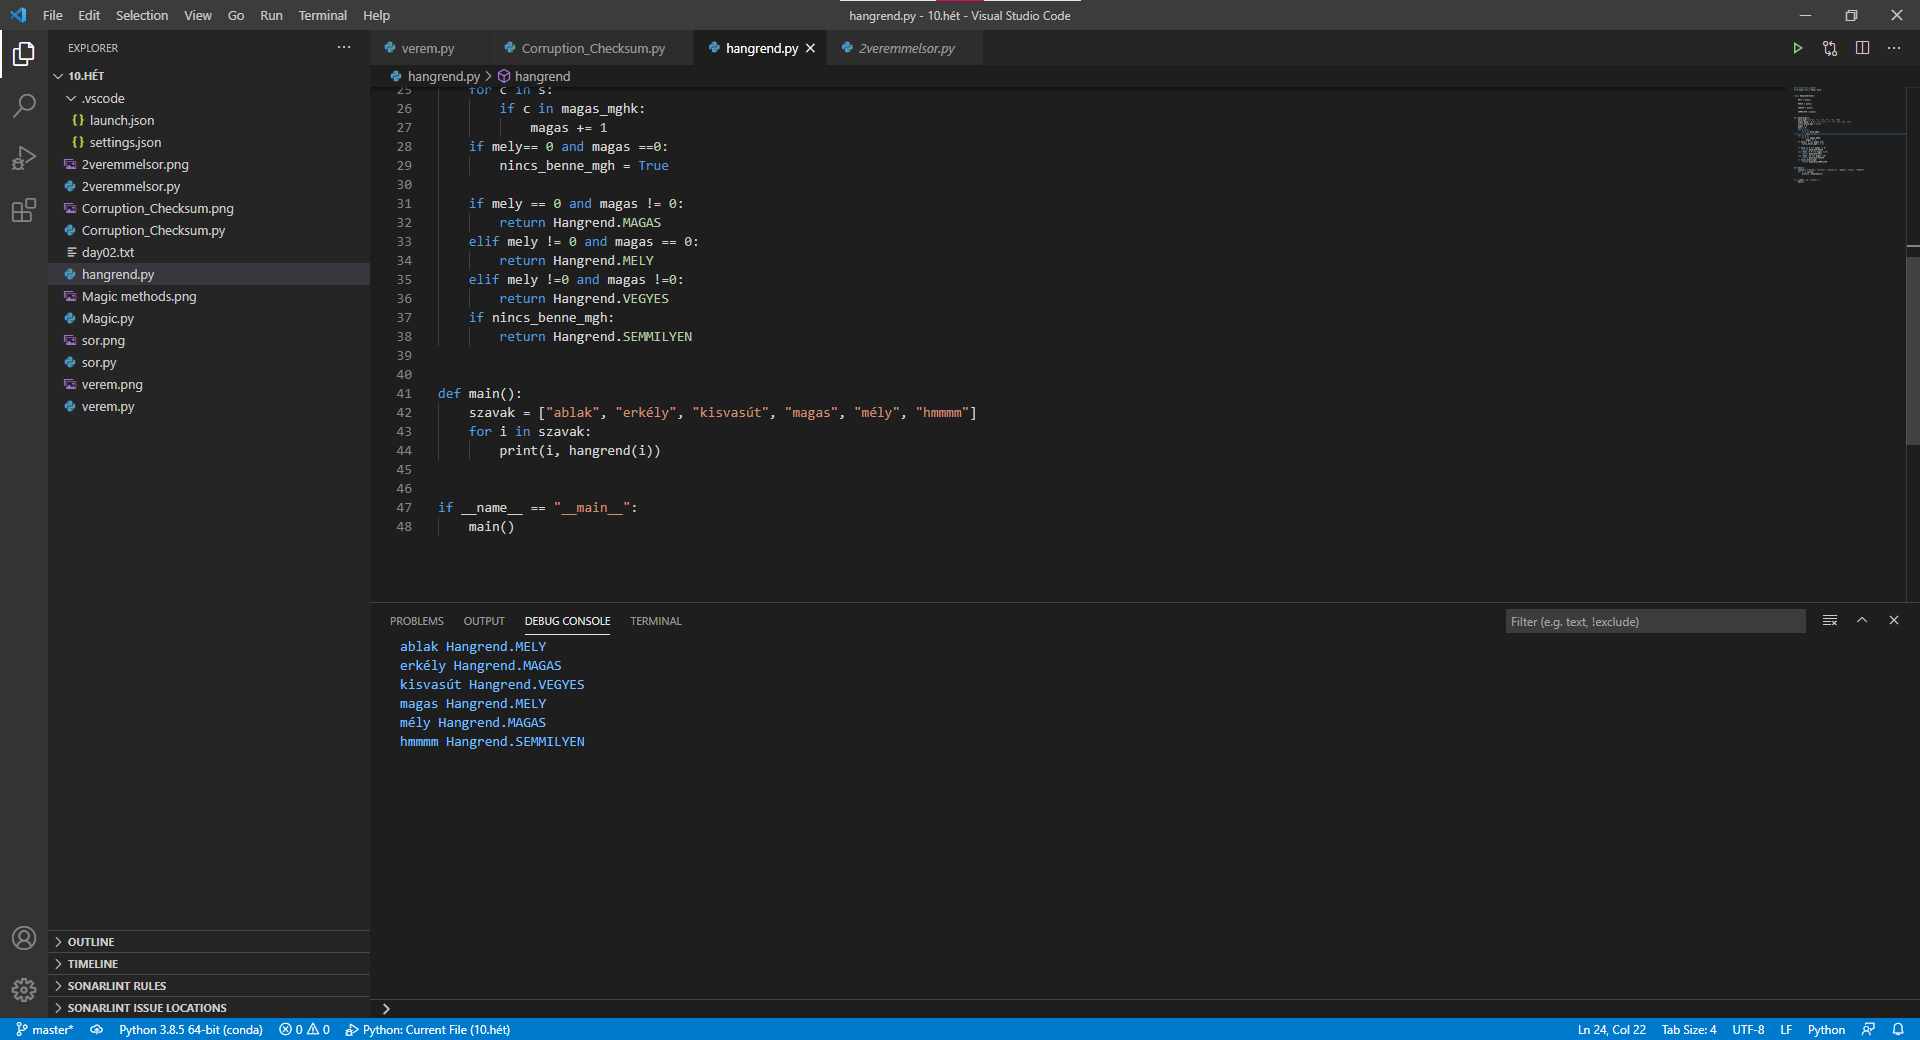 File Edit Selection View Go Run Terminal Help
hangrend.py - 10.hét - Visual Studio Code
EXPLORER
10.HÉT
.vscode
launch.json
settings.json
2veremmelsor.png
2veremmelsor.py
Corruption_Checksum.png
Corruption_Checksum.py
day02.txt
hangrend.py
Magic methods.png
Magic.py
sor.png
sor.py
verem.png
verem.py
OUTLINE
TIMELINE
SONARLINT RULES
SONARLINT ISSUE LOCATIONS
verem.py Corruption_Checksum.py hangrend.py 2veremmelsor.py
hangrend.py > hangrend
25 for c in s:
26 if c in magas_mghk:
27 magas += 1
28 if mely== 0 and magas ==0:
29 nincs_benne_mgh = True
30
31 if mely == 0 and magas != 0:
32 return Hangrend.MAGAS
33 elif mely != 0 and magas == 0:
34 return Hangrend.MELY
35 elif mely !=0 and magas !=0:
36 return Hangrend.VEGYES
37 if nincs_benne_mgh:
38 return Hangrend.SEMMILYEN
39
40
41 def main():
42 szavak = ["ablak", "erkély", "kisvasút", "magas", "mély", "hmmmm"]
43 for i in szavak:
44 print(i, hangrend(i))
45
46
47 if __name__ == "__main__":
48 main()
PROBLEMS OUTPUT DEBUG CONSOLE TERMINAL
Filter (e.g. text, !exclude)
ablak Hangrend.MELY
erkély Hangrend.MAGAS
kisvasút Hangrend.VEGYES
magas Hangrend.MELY
mély Hangrend.MAGAS
hmmmm Hangrend.SEMMILYEN
master* Python 3.8.5 64-bit (conda) 0 0 Python: Current File (10.hét)
Ln 24, Col 22 Tab Size: 4 UTF-8 LF Python